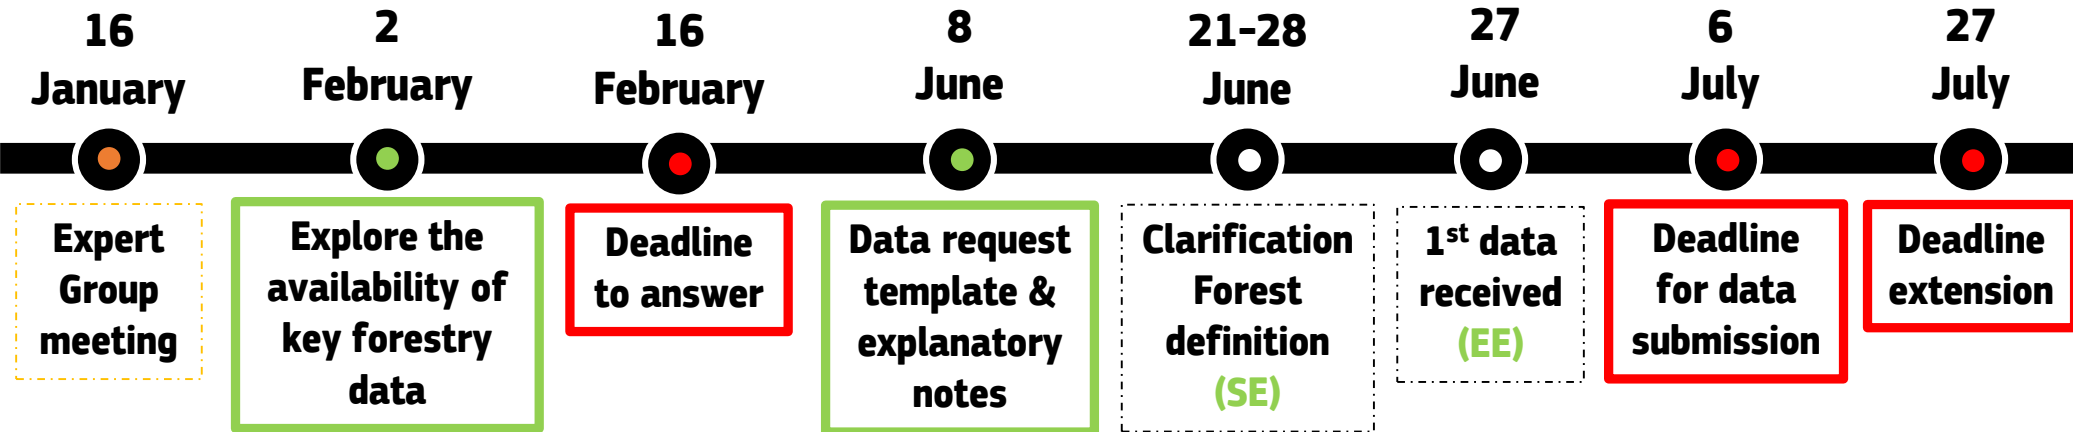 16
January
2
February
16
February
8
June
21-28
June
27
June
6
July
27
July
Expert
Group
meeting
Explore the
availability of
key forestry
data
Deadline
to answer
Data request
template &
explanatory
notes
Clarification
Forest
definition
(SE)
1st data
received
(EE)
Deadline
for data
submission
Deadline
extension